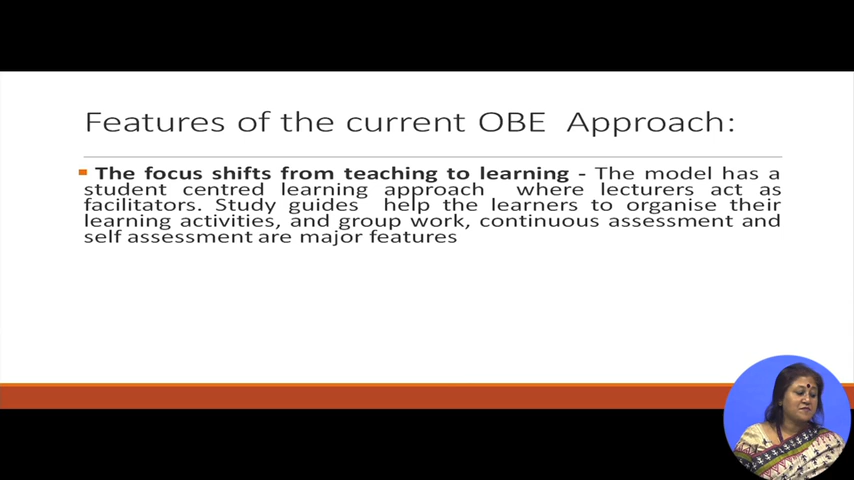 Features of the current OBE Approach:
The focus shifts from teaching to learning - The model has a
student centred learning approach where lecturers act as
facilitators. Study guides help the learners to organise their
learning activities, and group work, continuous assessment and
self assessment are major features